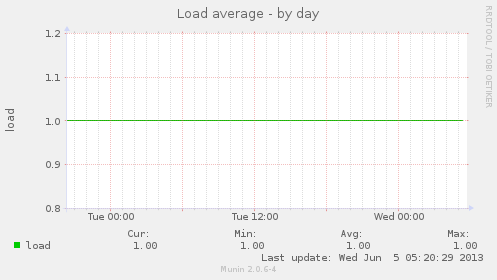 Load average - by day
RRDTOOL / TOBI OETIKER
load
1.2
1.1
1.0
0.9
0.8
Tue 00:00 Tue 12:00 Wed 00:00
Cur: Min: Avg: Max:
load 1.00 1.00 1.00 1.00
Last update: Wed Jun 5 05:20:29 2013
Munin 2.0.6-4